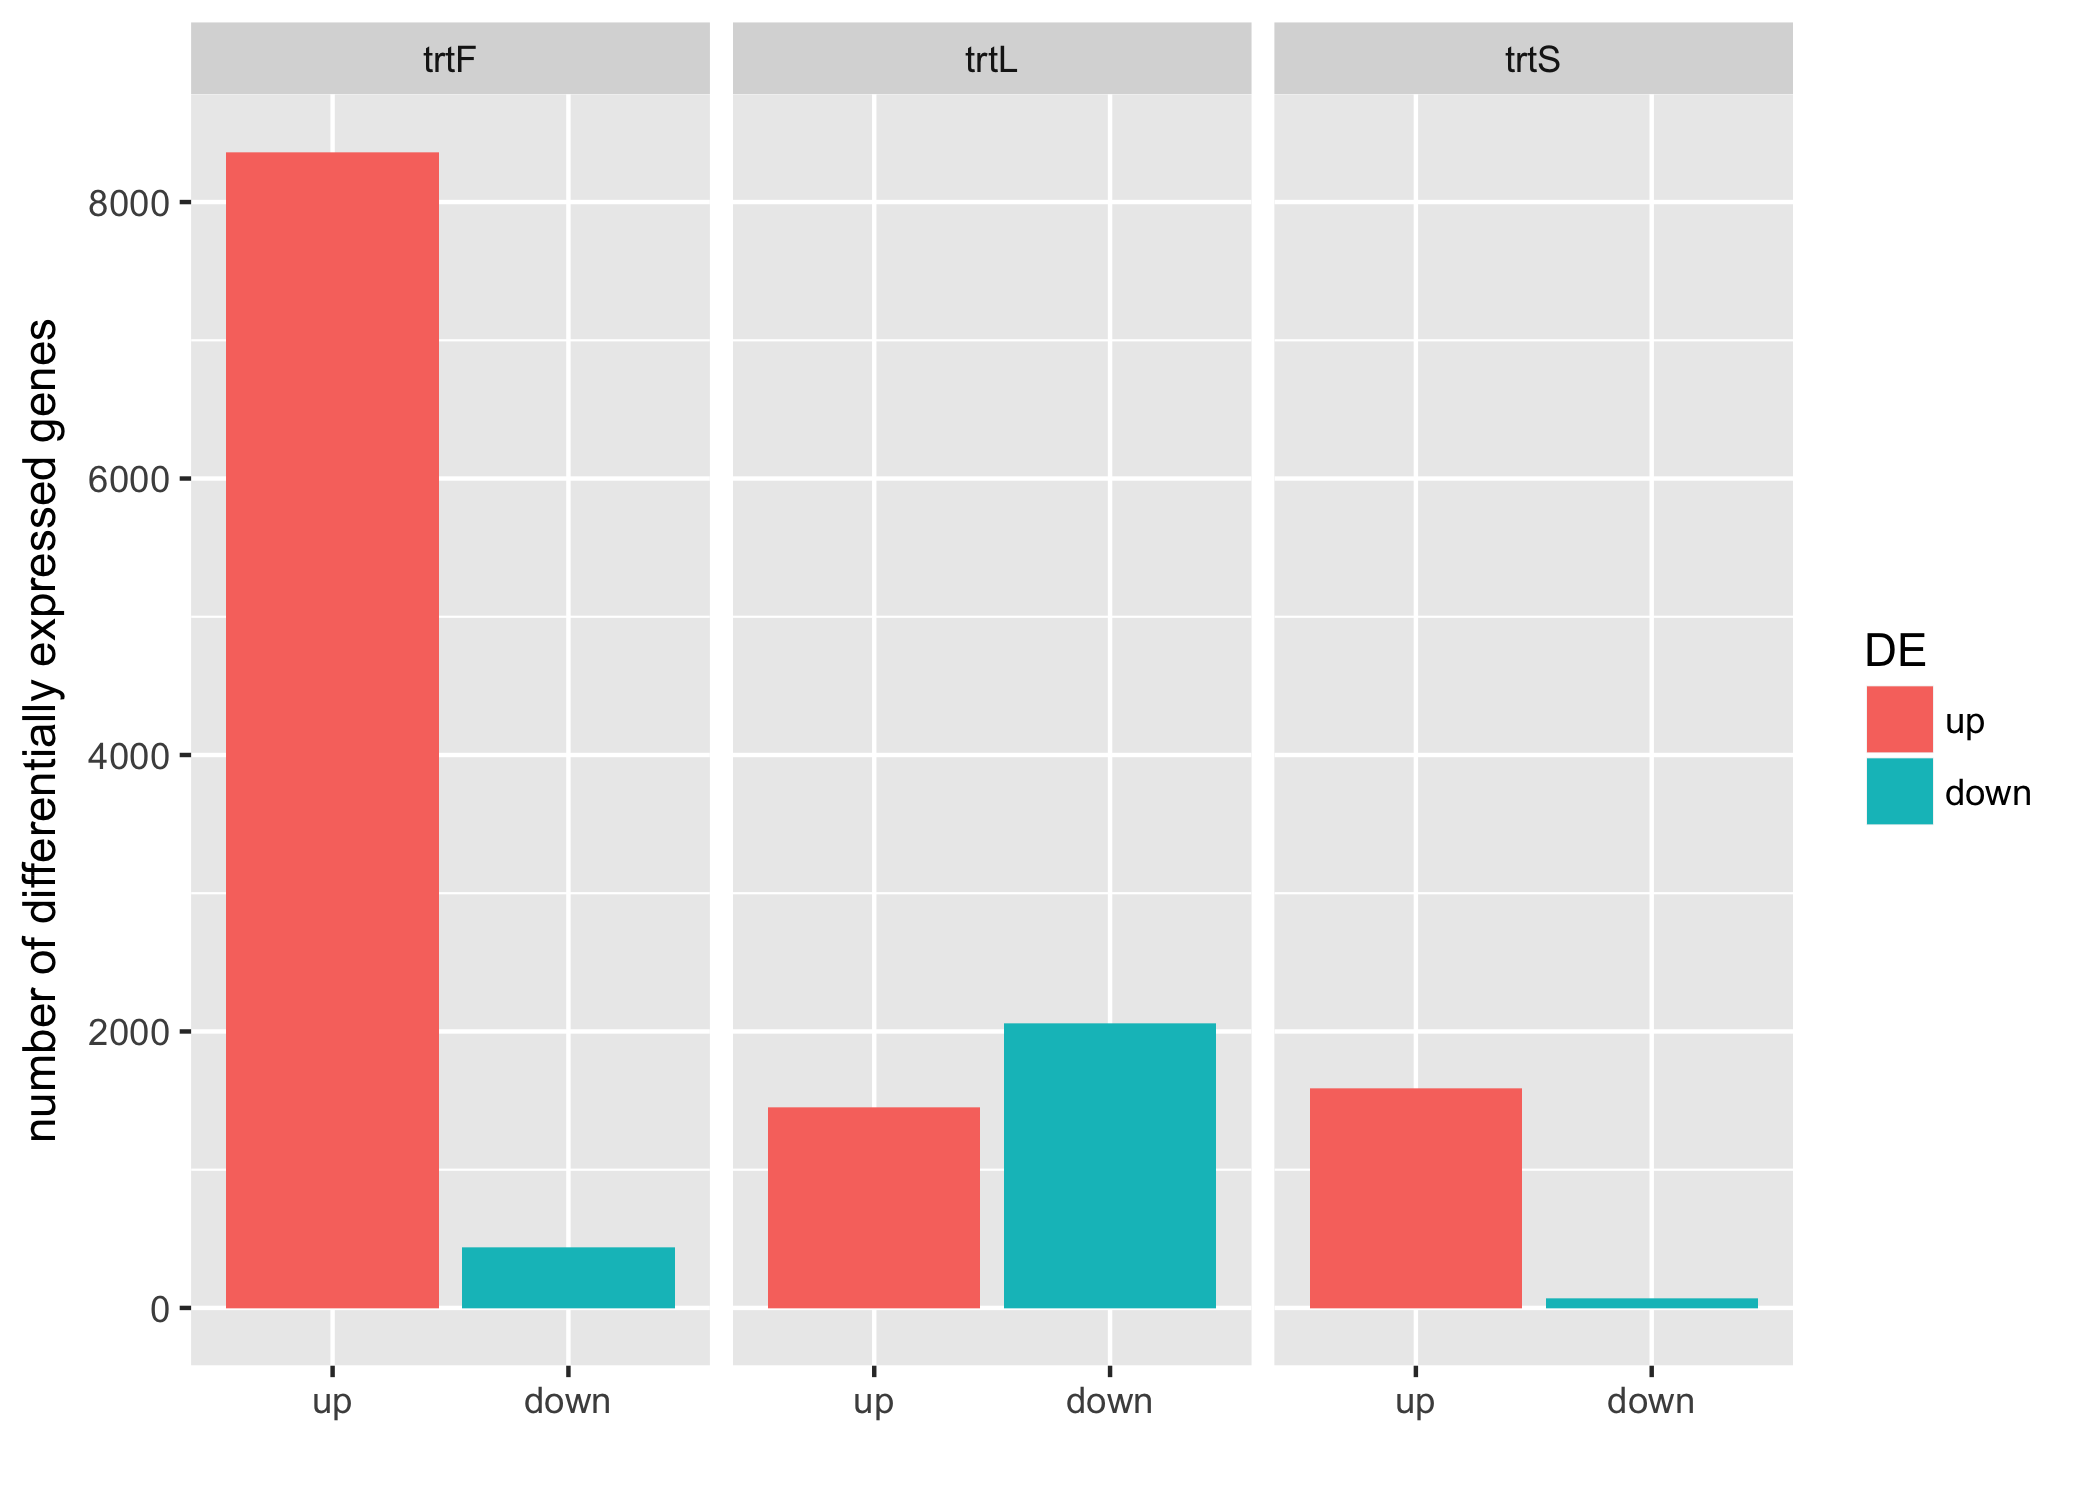 trtF
trtL
trtS
number of differentially expressed genes
8000
6000
4000
2000
0
up
down
up
down
up
down
DE
up
down